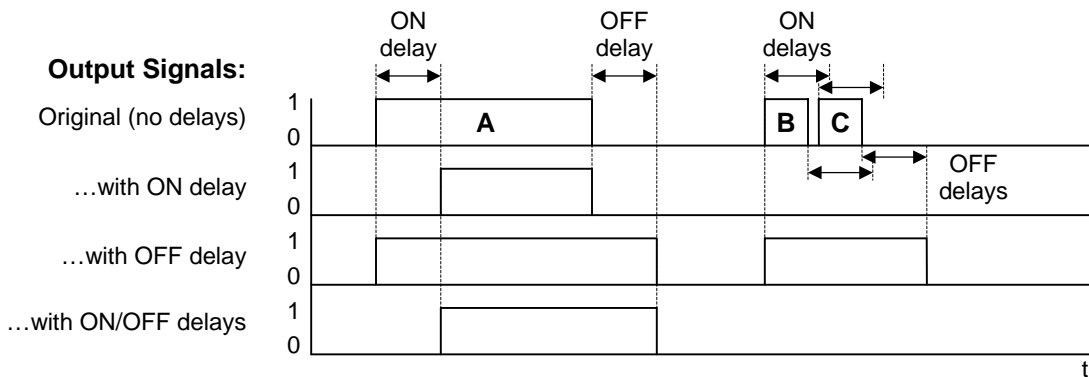 ON
delay
OFF
delay
ON
delays
Output Signals:
Original (no delays)
1
0
A
B
C
…with ON delay
1
0
OFF
delays
…with OFF delay
1
0
…with ON/OFF delays
1
0
t